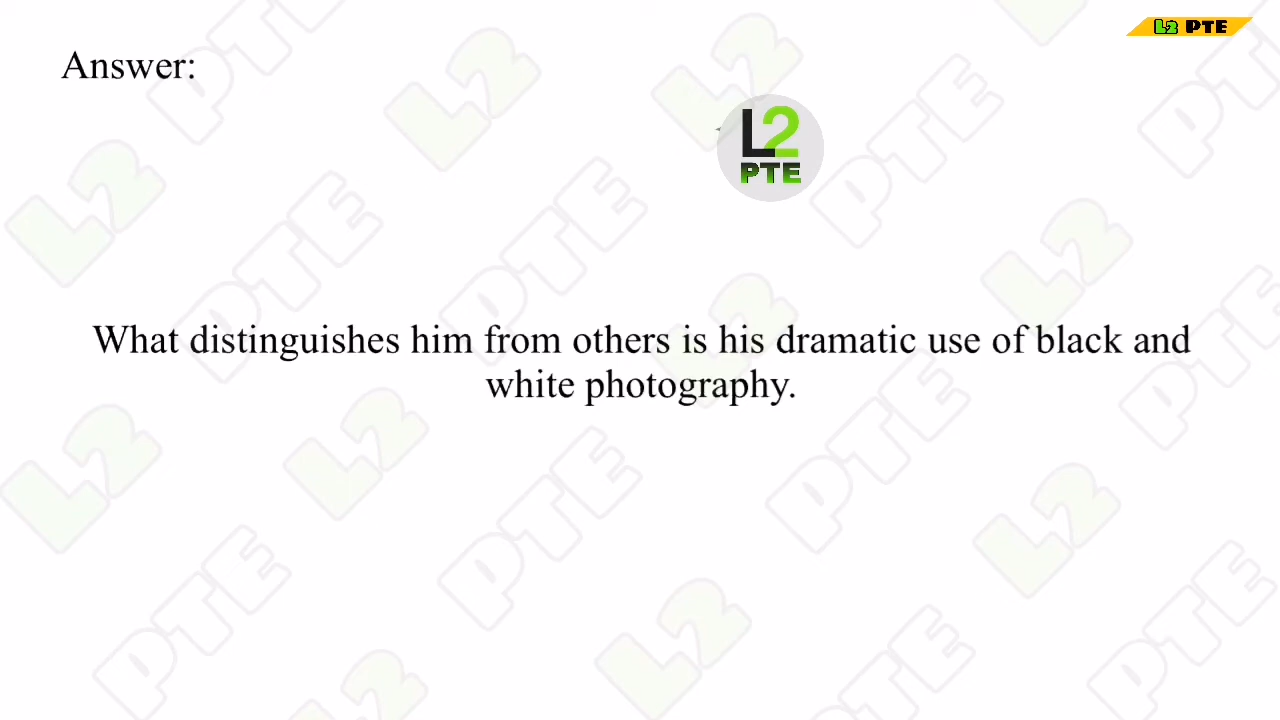 L2 PTE
Answer:
L2
PTE
What distinguishes him from others is his dramatic use of black and
white photography.